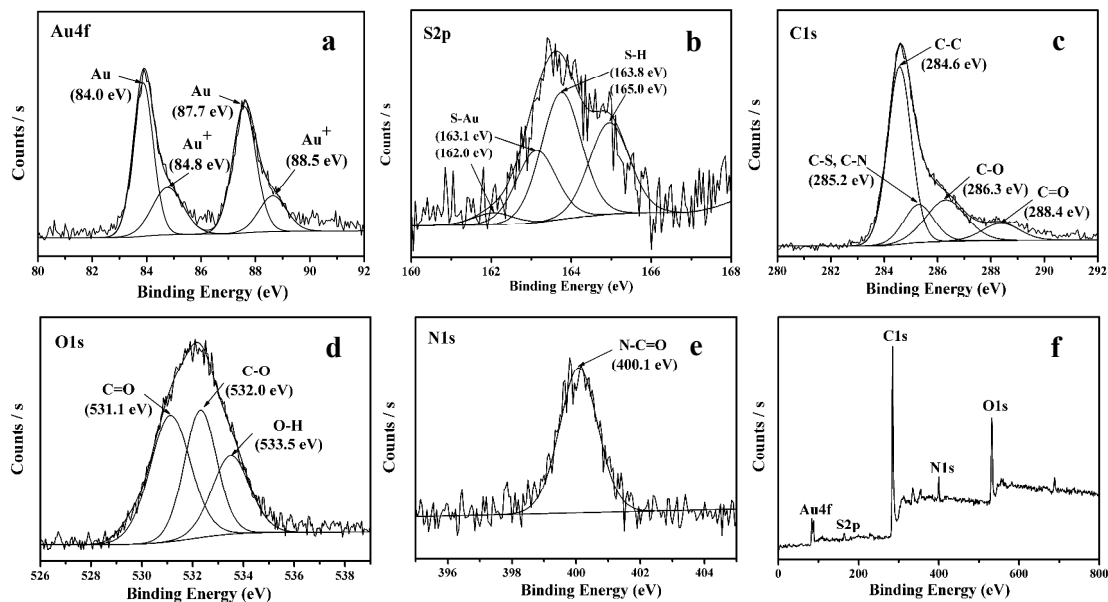 Au4f
a
Au
(84.0 eV)
Au
(87.7 eV)
Au+
(84.8 eV)
Au+
(88.5 eV)
Counts / s
80 82 84 86 88 90 92
Binding Energy (eV)
S2p
b
S-H
(163.8 eV)
(165.0 eV)
S-Au
(163.1 eV)
(162.0 eV)
Counts / s
160 162 164 166 168
Binding Energy (eV)
C1s
c
C-C
(284.6 eV)
C-S, C-N
(285.2 eV)
C-O
(286.3 eV)
C=O
(288.4 eV)
Counts / s
280 282 284 286 288 290 292
Binding Energy (eV)
O1s
d
C=O
(531.1 eV)
C-O
(532.0 eV)
O-H
(533.5 eV)
Counts / s
526 528 530 532 534 536 538
Binding Energy (eV)
N1s
e
N-C=O
(400.1 eV)
Counts / s
396 398 400 402 404
Binding Energy (eV)
f
C1s
O1s
N1s
Au4f
S2p
Counts / s
0 200 400 600 800
Binding Energy (eV)